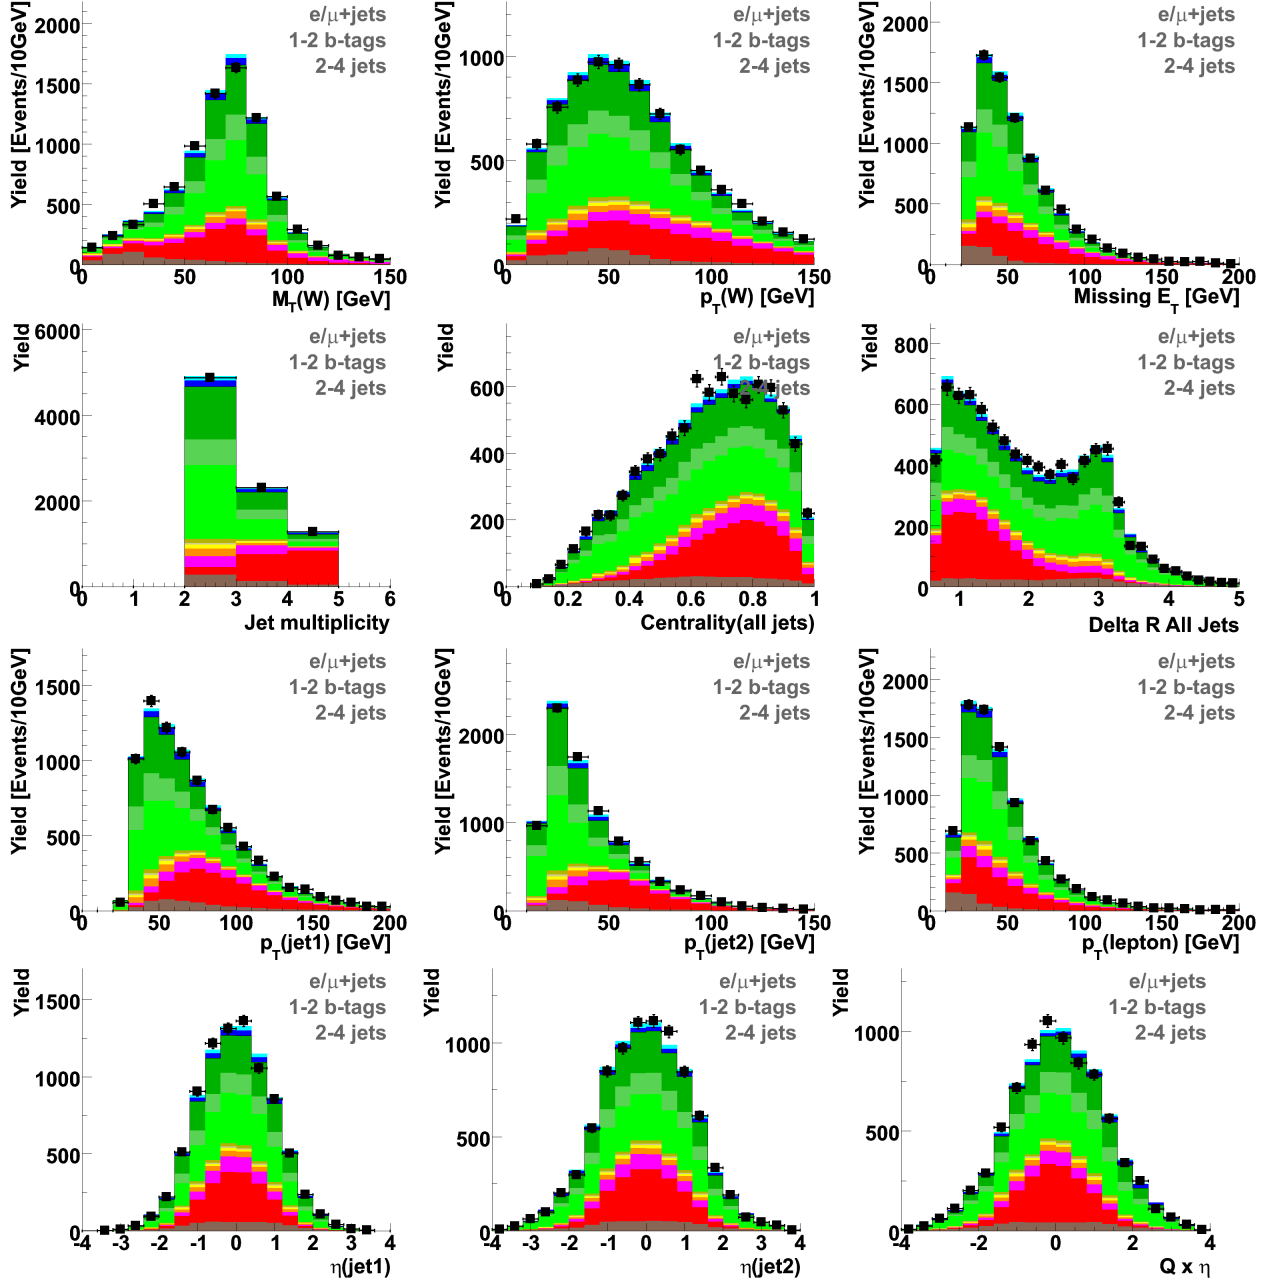 Yield [Events/10GeV]
e/μ+jets
1-2 b-tags
2-4 jets
2000
1500
1000
500
0
0 50 100 150
M_T(W) [GeV]
Yield [Events/10GeV]
e/μ+jets
1-2 b-tags
2-4 jets
1000
500
0
0 50 100 150
p_T(W) [GeV]
Yield [Events/10GeV]
e/μ+jets
1-2 b-tags
2-4 jets
2000
1500
1000
500
0
0 50 100 150 200
Missing E_T [GeV]
Yield
e/μ+jets
1-2 b-tags
2-4 jets
6000
4000
2000
0
0 1 2 3 4 5 6
Jet multiplicity
Yield
e/μ+jets
1-2 b-tags
jets
600
400
200
0
0 0.2 0.4 0.6 0.8 1
Centrality(all jets)
Yield
e/μ+jets
1-2 b-tags
2-4 jets
800
600
400
200
0
1 2 3 4 5
Delta R All Jets
Yield [Events/10GeV]
e/μ+jets
1-2 b-tags
2-4 jets
1500
1000
500
0
0 50 100 150 200
p_T(jet1) [GeV]
Yield [Events/10GeV]
e/μ+jets
1-2 b-tags
2-4 jets
2000
1000
0
0 50 100 150
p_T(jet2) [GeV]
Yield [Events/10GeV]
e/μ+jets
1-2 b-tags
2-4 jets
2000
1500
1000
500
0
0 50 100 150 200
p_T(lepton) [GeV]
Yield
e/μ+jets
1-2 b-tags
2-4 jets
1500
1000
500
0
-4 -3 -2 -1 0 1 2 3 4
η(jet1)
Yield
e/μ+jets
1-2 b-tags
2-4 jets
1000
500
0
-4 -3 -2 -1 0 1 2 3 4
η(jet2)
Yield
e/μ+jets
1-2 b-tags
2-4 jets
1000
500
0
-4 -2 0 2 4
Q x η